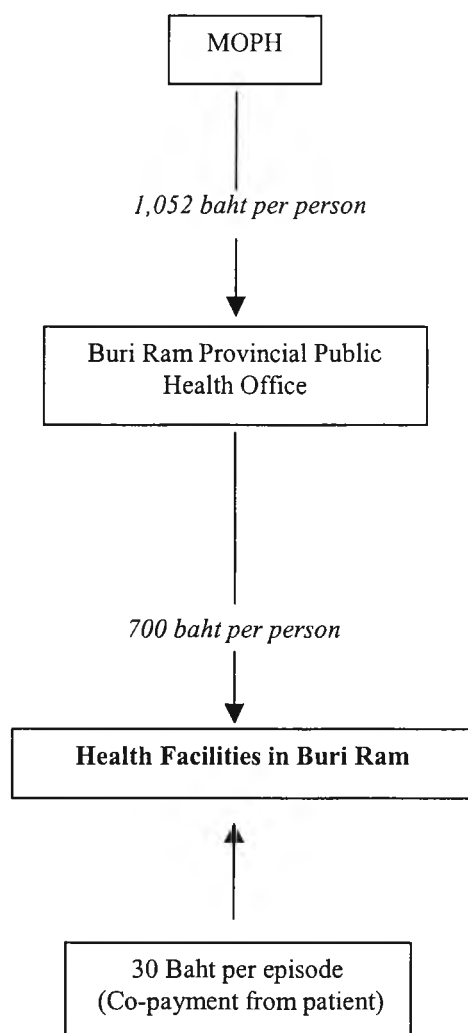 MOPH
1,052 baht per person
Buri Ram Provincial Public
Health Office
700 baht per person
Health Facilities in Buri Ram
30 Baht per episode
(Co-payment from patient)